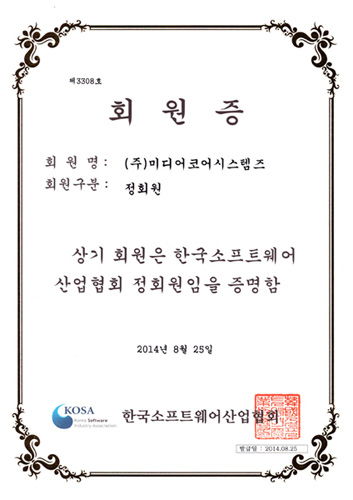 제3308호
회 원 증
회 원 명 : (주)미디어코어시스템즈
회원구분 : 정회원
상기 회원은 한국소프트웨어
산업협회 정회원임을 증명함
2014년 8월 25일
KOSA
Korea Software
Industry Association
한국소프트웨어산업협회
발급일 : 2014.08.25